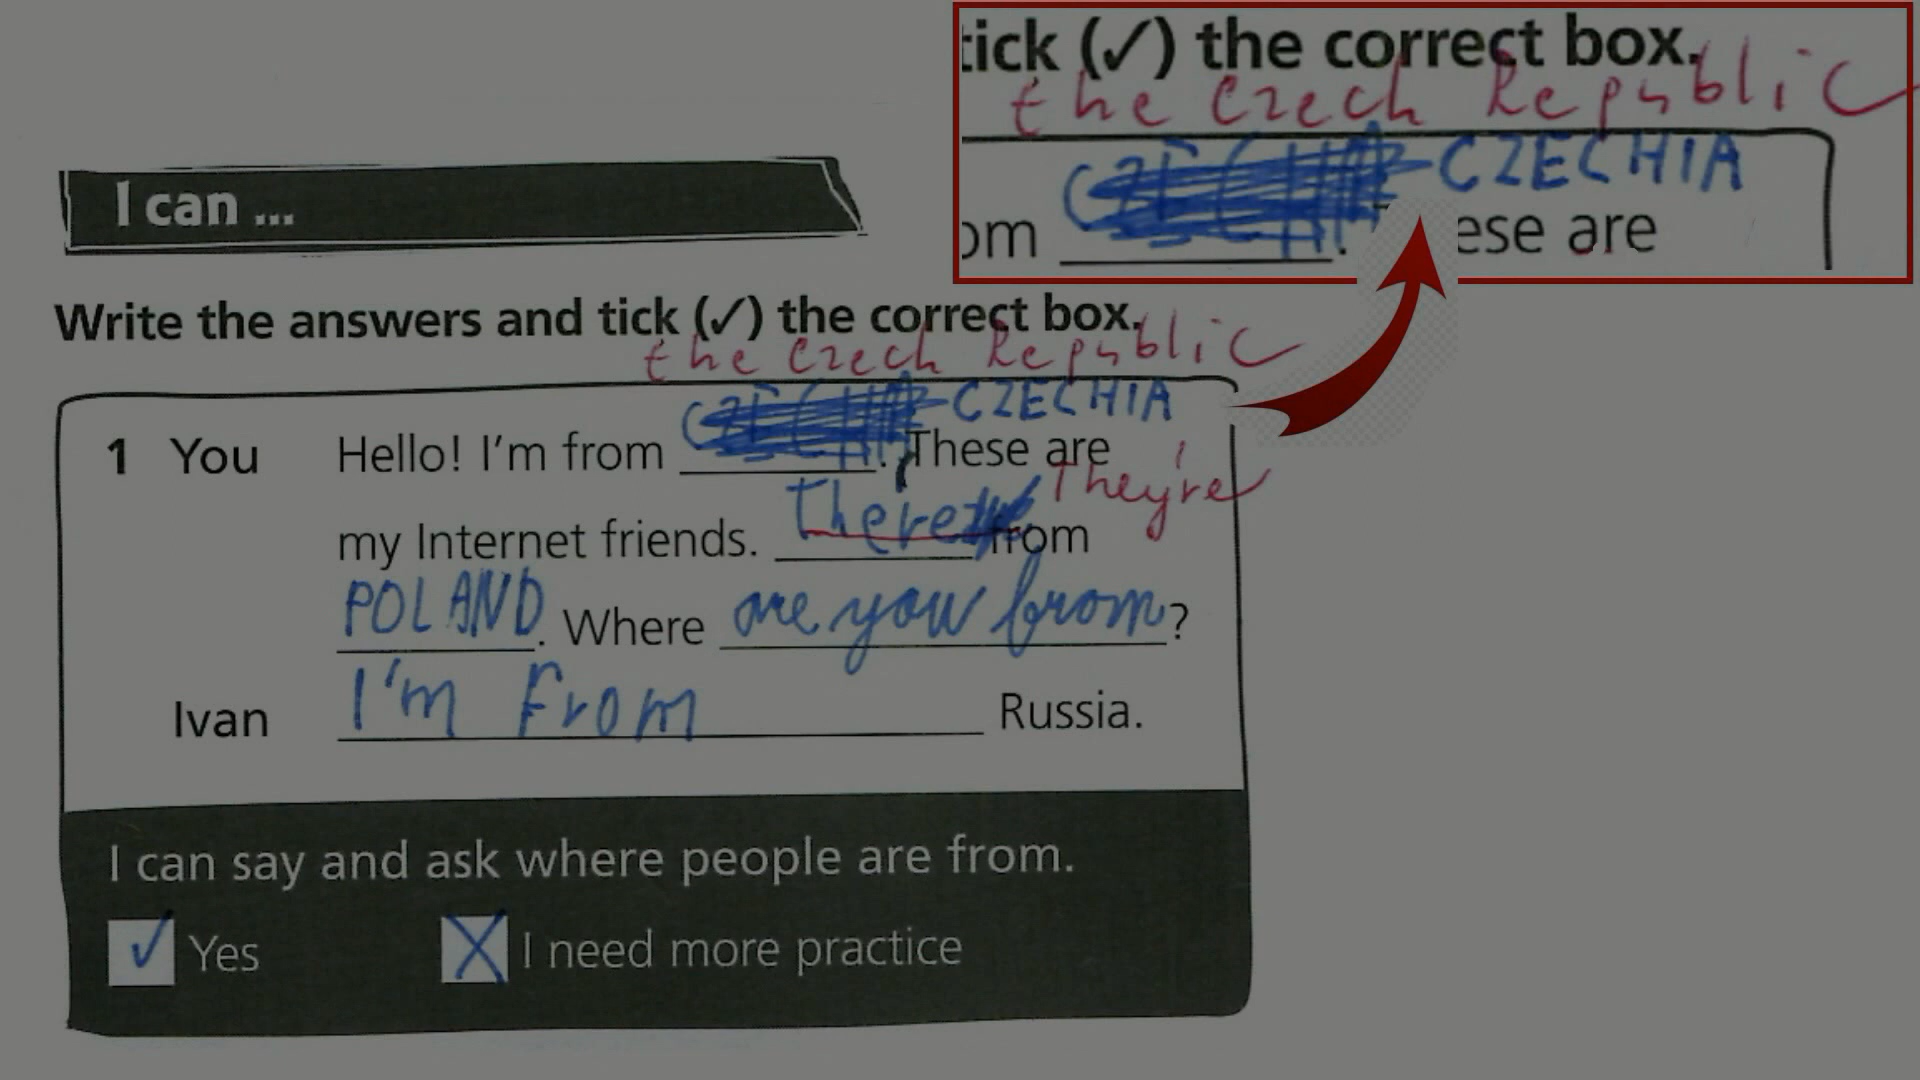 tick (✓) the correct box.
the Czech Republic
CZECHIA
om . ese are
I can ...
Write the answers and tick (✓) the correct box.
the Czech Republic
CZECHIA
1 You Hello! I'm from . These are
They're
my Internet friends. There from
POLAND. Where are you from?
Ivan I'm From Russia.
I can say and ask where people are from.
✓ Yes X I need more practice